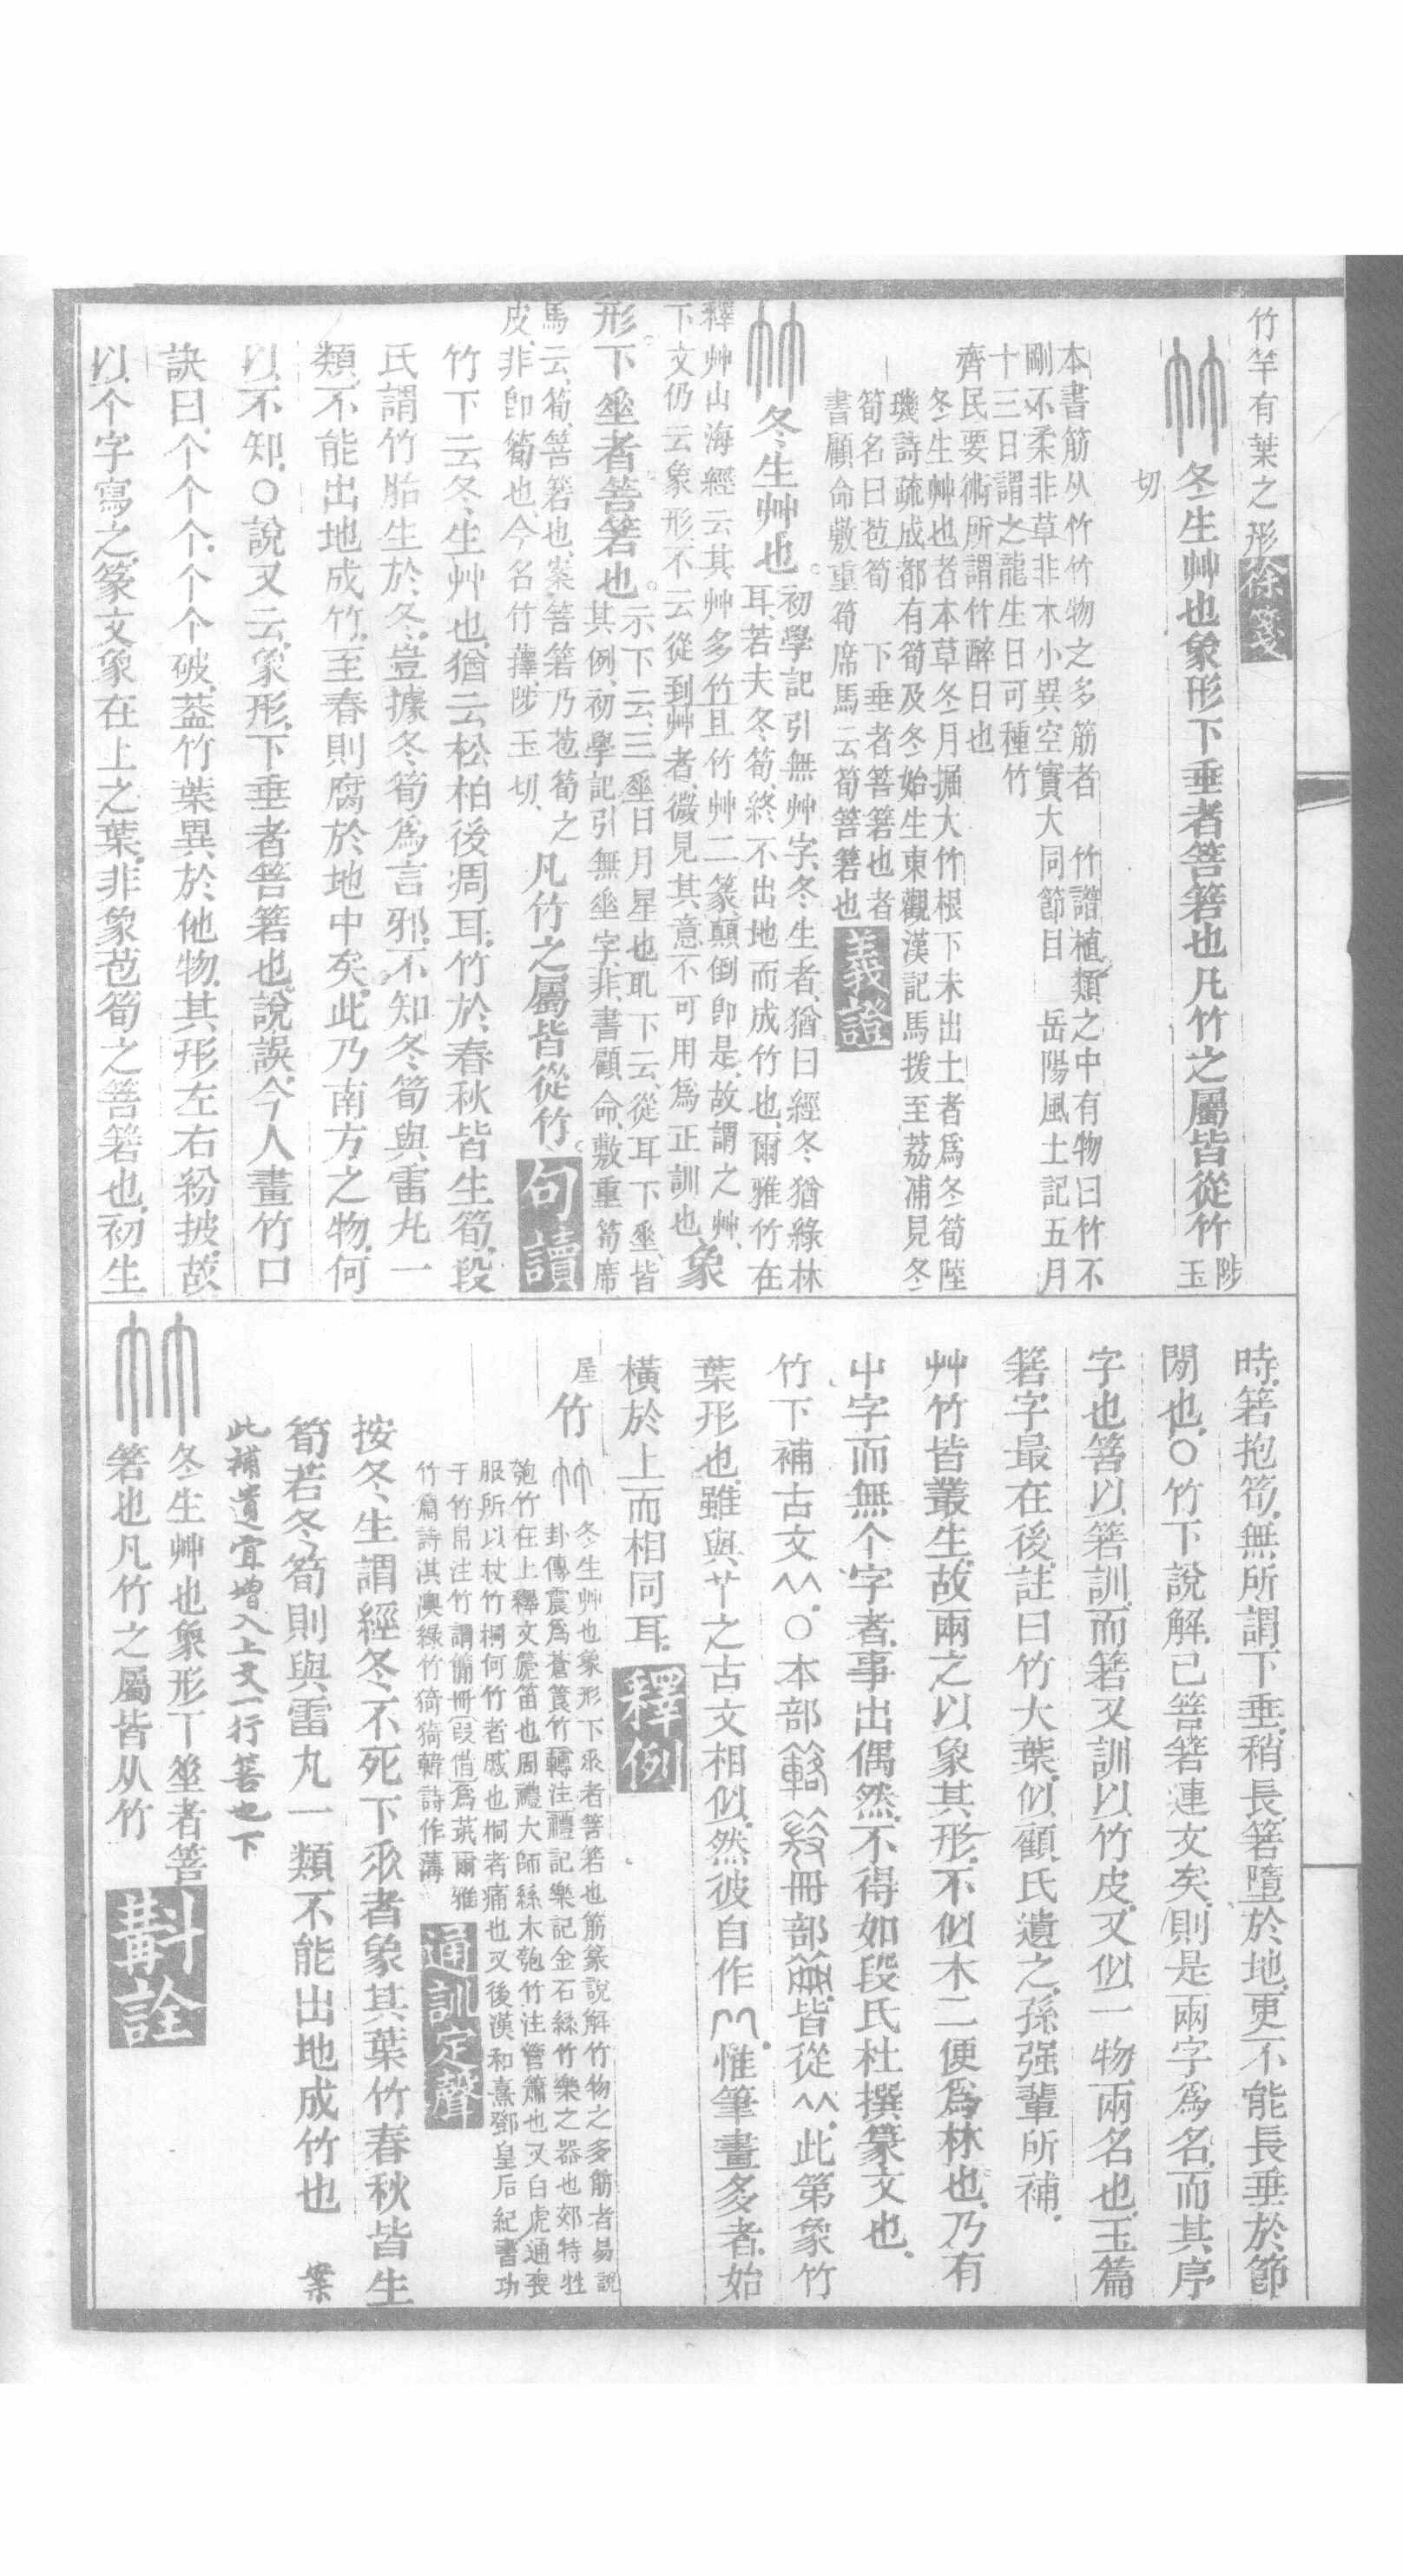 竹竿有葉之形徐箋
冬生艸也象形下垂者箁箬也凡竹之屬皆從竹陟玉
切
本書筋从竹竹物之多筋者　竹譜植類之中有物曰竹不
剛不柔非草非木小異空實大同節目　岳陽風土記五月
十三日謂之龍生日可種竹
齊民要術所謂竹醉日也
冬生艸也者本草冬月掘大竹根下未出土者爲冬筍陸
璣詩疏成都有筍及冬始生東觀漢記馬援至荔浦見冬
筍名曰苞筍　下垂者箁箬也者
書顧命敷重筍席馬云筍箁箬也義證
冬生艸也。初學記引無艸字、冬生者、猶曰經冬猶綠林
耳、若夫冬筍、終不出地而成竹也、爾雅竹在
釋艸山海經云其艸多竹且竹艸二篆、顛倒卽是、故謂之艸、
下文仍云象形、不云從到艸者、微見其意不可用爲正訓也、象
形。下𠂹者箁箬也。示下云、三𠂹日月星也耴下云、從耳下𠂹、皆
其例、初學記引無𠂹字、非、書顧命、敷重筍席
馬云、筍、箁箬也、案箁箬乃苞筍之
皮、非卽筍也、今名竹蘀、陟玉切、凡竹之屬皆從竹。句讀
竹下云冬生艸也、猶云松柏後凋耳、竹於春秋皆生筍、段
氏謂竹胎生於冬、豈據冬筍爲言邪、不知冬筍與雷丸一
類、不能出地成竹、至春則腐於地中矣、此乃南方之物、何
以不知、○說又云、象形、下垂者箁箬也、說誤、今人畫竹口
訣曰、个个个、个个破、葢竹葉異於他物、其形左右紛披、故
以个字寫之、篆文象在上之葉、非象苞筍之箁箬也、初生
時、箬抱筍、無所謂下垂、稍長、箬墮於地、更不能長垂於節
閒也、○竹下說解、已箁箬連文矣、則是兩字爲名、而其序
字也箁以箬訓、而箬又訓以竹皮、又似一物兩名也、玉篇
箬字最在後、註曰竹大葉、似顧氏遺之、孫强輩所補、
艸竹皆叢生、故兩之以象其形、不似木二便爲林也、乃有
屮字而無个字者、事出偶然、不得如段氏杜撰篆文也、
竹下補古文𠆢𠆢、○本部皆從𠆢𠆢、此第象竹
葉形也、雖與艹之古文相似、然彼自作惟筆畫多者、始
橫於上而相同耳、釋例
屋竹　冬生艸也象形下𠂹者箁箬也筋篆說解竹物之多筋者易說
卦傳震爲蒼筤竹轉注禮記樂記金石絲竹樂之器也郊特牲
匏竹在上釋文篪笛也周禮大師絲木匏竹注管簫也又白虎通喪
服所以杖竹桐何竹者蹙也桐者痛也又後漢和熹鄧皇后紀書功
于竹帛注竹謂簡冊叚借爲爾雅
竹萹詩淇澳綠竹猗猗韓詩作薄　通訓定聲
按冬生謂經冬不死下𠂹者象其葉竹春秋皆生
筍若冬筍則與雷丸一類不能出地成竹也　案
此補遺宜增入上文一行箁也下
冬生艸也象形丅𠂹者箁
箬也凡竹之屬皆从竹　斠詮